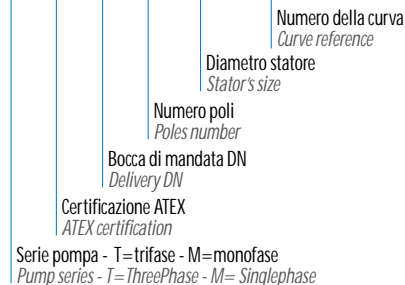 Numero della curva
Curve reference
Diametro statore
Stator's size
Numero poli
Poles number
Bocca di mandata DN
Delivery DN
Certificazione ATEX
ATEX certification
Serie pompa - T=trifase - M=monofase
Pump series - T=ThreePhase - M= Singlephase